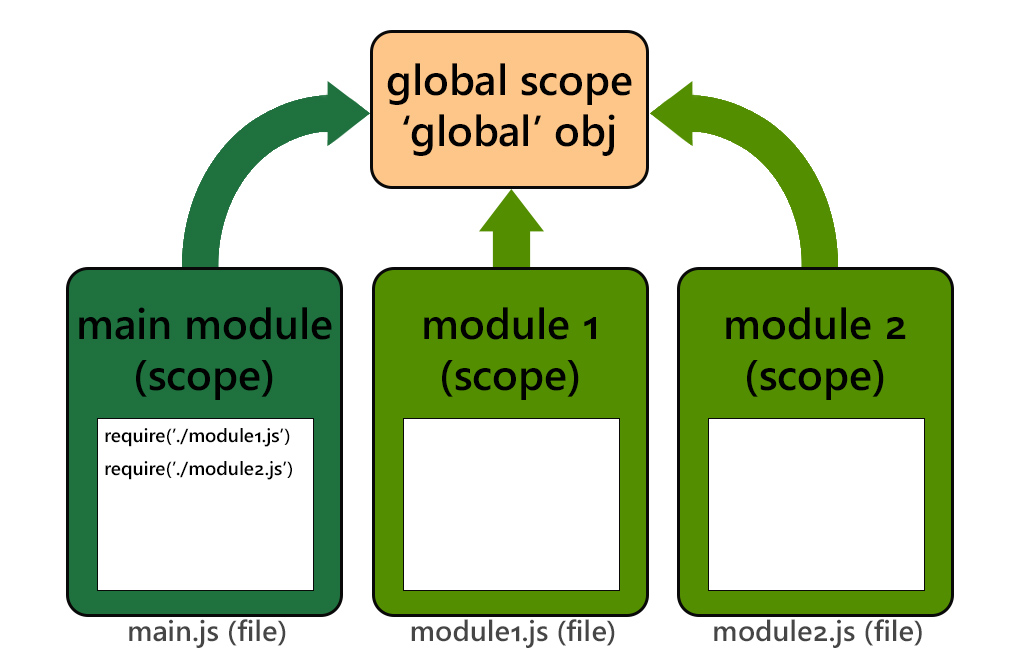 global scope
‘global’ obj
main module
(scope)
require(’./module1.js’)
require(’./module2.js’)
main.js (file)
module 1
(scope)
module1.js (file)
module 2
(scope)
module2.js (file)